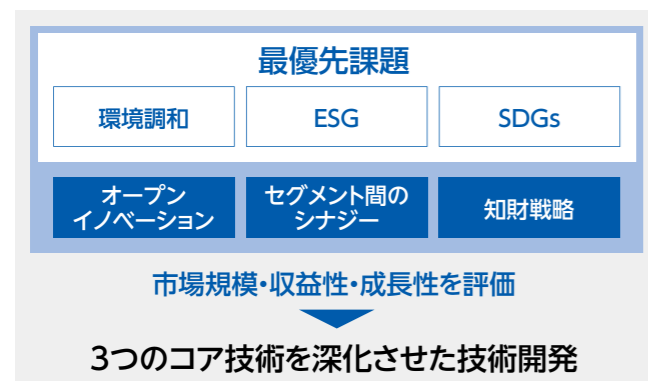 最優先課題
環境調和
ESG
SDGs
オープン
イノベーション
セグメント間の
シナジー
知財戦略
市場規模・収益性・成長性を評価
3つのコア技術を深化させた技術開発